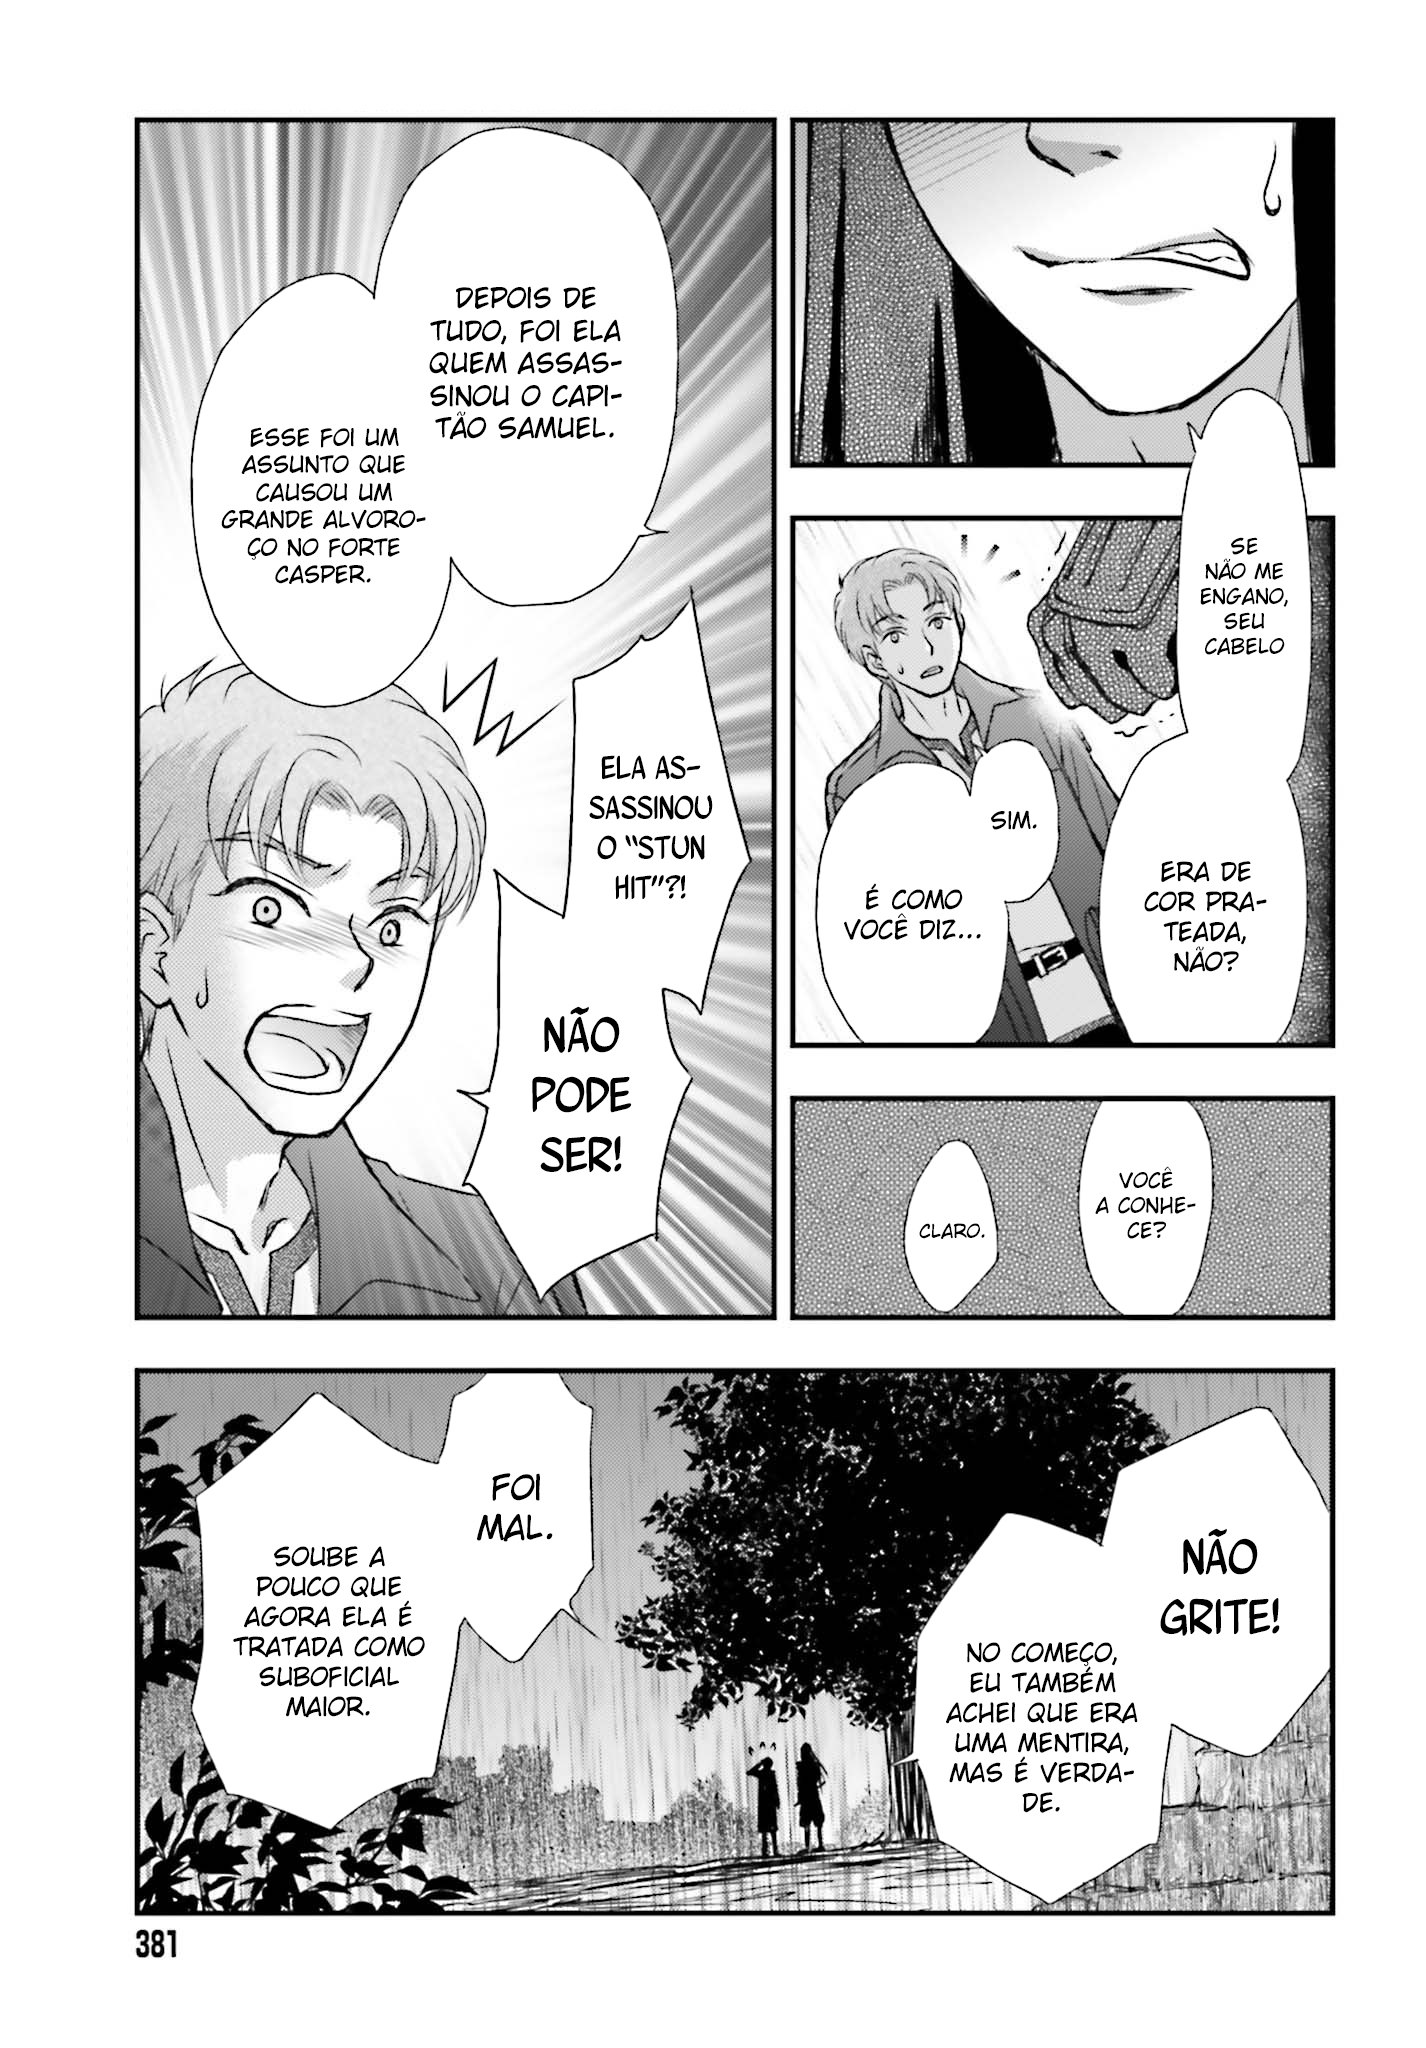 SE
NÃO ME
ENGANO,
SEU
CABELO
ERA DE
COR PRA-
TEADA,
NÃO?
SIM.
É COMO
VOCÊ DIZ...
VOCÊ
A CONHE-
CE?
CLARO.
DEPOIS DE
TUDO, FOI ELA
QUEM ASSAS-
SINOU O CAPI-
TÃO SAMUEL.
ESSE FOI UM
ASSUNTO QUE
CAUSOU UM
GRANDE ALVORO-
ÇO NO FORTE
CASPER.
ELA AS-
SASSINOU
O “STUN
HIT”?!
NÃO
PODE
SER!
NÃO
GRITE!
NO COMEÇO,
EU TAMBÉM
ACHEI QUE ERA
UMA MENTIRA,
MAS É VERDA-
DE.
FOI
MAL.
SOUBE A
POUCO QUE
AGORA ELA É
TRATADA COMO
SUBOFICIAL
MAIOR.
381